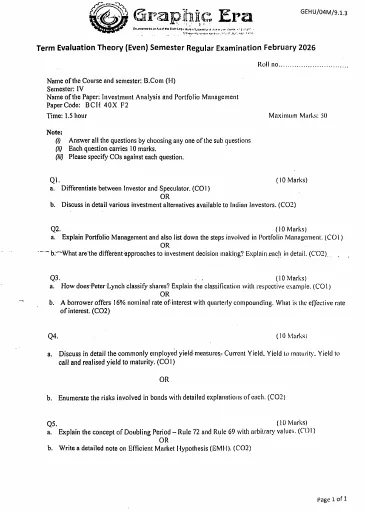 GEHU/04M/9.1.3
Graphic Era
Term Evaluation Theory (Even) Semester Regular Examination February 2026
Roll no.............................
Name of the Course and semester: B.Com (H)
Semester: IV
Name of the Paper: Investment Analysis and Portfolio Management
Paper Code: BCH 40X F2
Time: 1.5 hour Maximum Marks: 50
Note:
(i) Answer all the questions by choosing any one of the sub questions
(ii) Each question carries 10 marks.
(iii) Please specify COs against each question.
Q1. (10 Marks)
a. Differentiate between Investor and Speculator. (CO1)
OR
b. Discuss in detail various investment alternatives available to Indian Investors. (CO2)
Q2. (10 Marks)
a. Explain Portfolio Management and also list down the steps involved in Portfolio Management. (CO1)
OR
b. What are the different approaches to investment decision making? Explain each in detail. (CO2)
Q3. (10 Marks)
a. How does Peter Lynch classify shares? Explain the classification with respective example. (CO1)
OR
b. A borrower offers 16% nominal rate of interest with quarterly compounding. What is the effective rate
of interest. (CO2)
Q4. (10 Marks)
a. Discuss in detail the commonly employed yield measures- Current Yield, Yield to maturity, Yield to
call and realised yield to maturity. (CO1)
OR
b. Enumerate the risks involved in bonds with detailed explanations of each. (CO2)
Q5. (10 Marks)
a. Explain the concept of Doubling Period – Rule 72 and Rule 69 with arbitrary values. (CO1)
OR
b. Write a detailed note on Efficient Market Hypothesis (EMH). (CO2)
Page 1 of 1